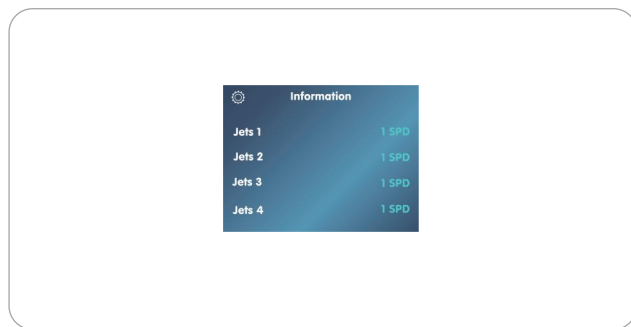 Information
Jets 1 1 SPD
Jets 2 1 SPD
Jets 3 1 SPD
Jets 4 1 SPD